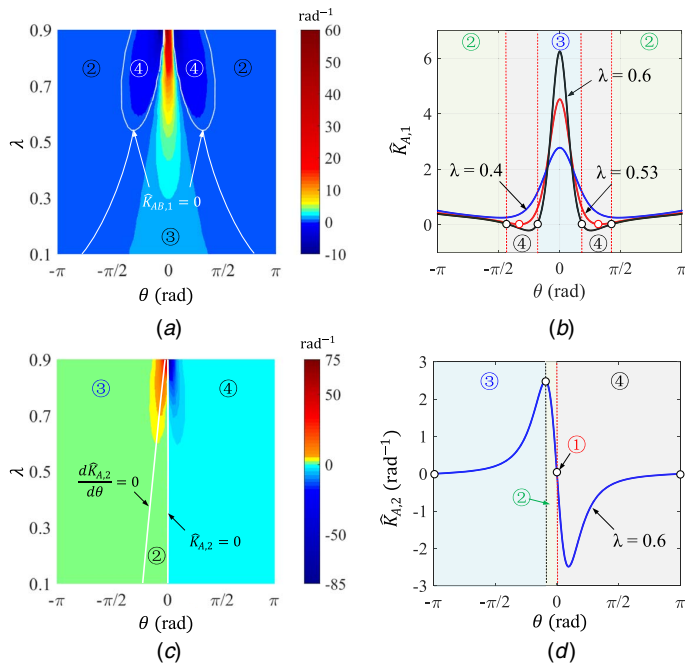 rad⁻¹
0.9
0.7
0.5
0.3
0.1
λ
② ④ ④ ②
③
K̂_{AB,1} = 0
-π -π/2 0 π/2 π
θ (rad)
60
50
40
30
20
10
0
-10
(a)
② ③ ②
6
4
2
0
K̂_{A,1}
λ = 0.6
λ = 0.4
λ = 0.53
④ ④
-π -π/2 0 π/2 π
θ (rad)
(b)
rad⁻¹
0.9
0.7
0.5
0.3
0.1
λ
③ ④
dK̂_{A,2}/dθ = 0
K̂_{A,2} = 0
②
-π -π/2 0 π/2 π
θ (rad)
75
50
25
0
-25
-50
-85
(c)
3
2
1
0
-1
-2
-3
K̂_{A,2} (rad⁻¹)
③ ④
①
②
λ = 0.6
-π -π/2 0 π/2 π
θ (rad)
(d)